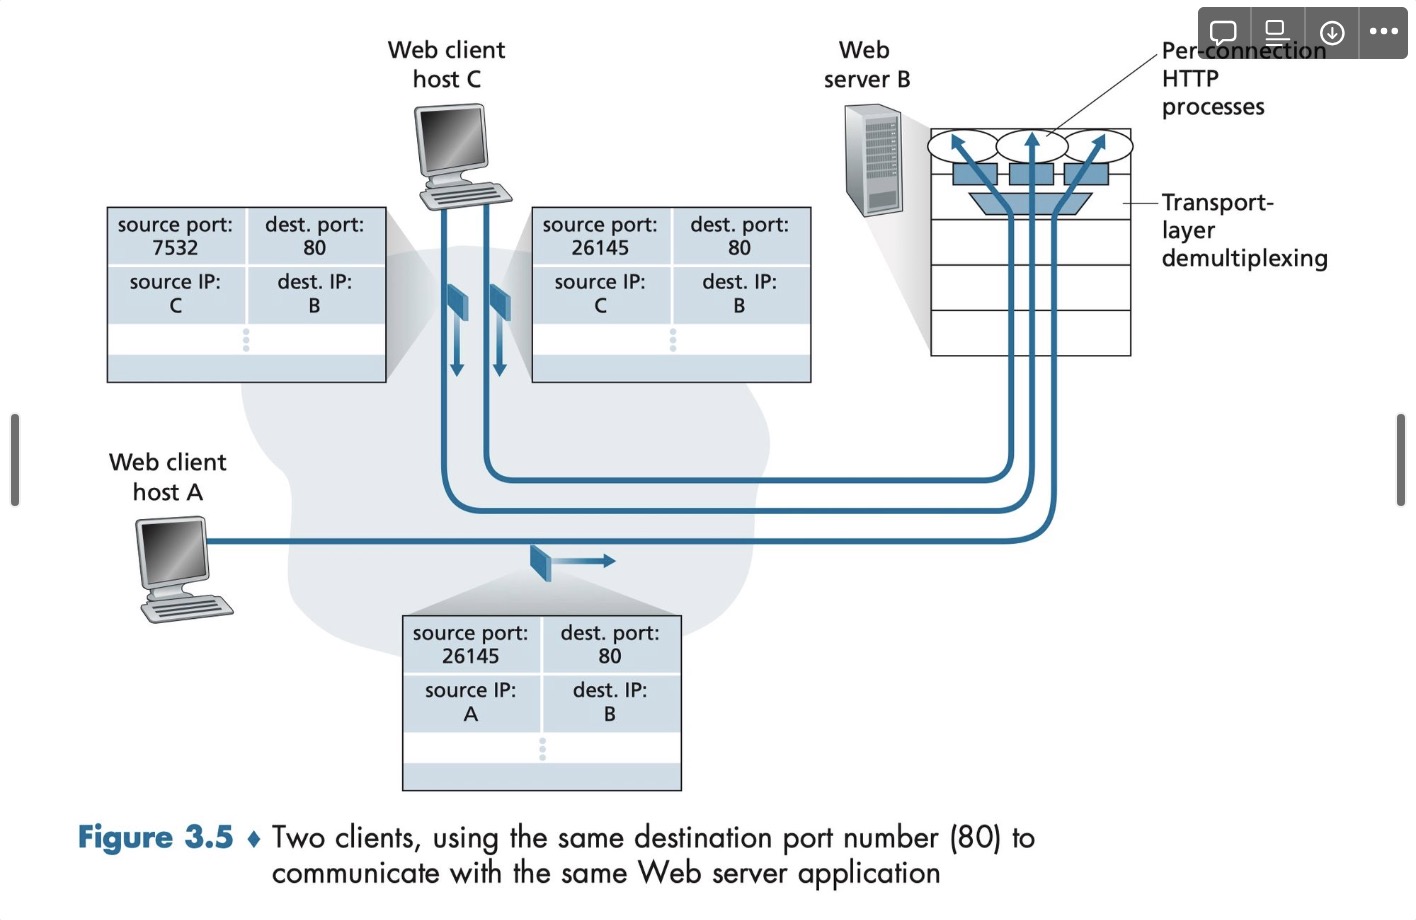 Web client
host C
Web
server B
Per-connection
HTTP
processes
Transport-
layer
demultiplexing
source port:
7532
dest. port:
80
source IP:
C
dest. IP:
B
source port:
26145
dest. port:
80
source IP:
C
dest. IP:
B
Web client
host A
source port:
26145
dest. port:
80
source IP:
A
dest. IP:
B
Figure 3.5 ♦ Two clients, using the same destination port number (80) to
communicate with the same Web server application